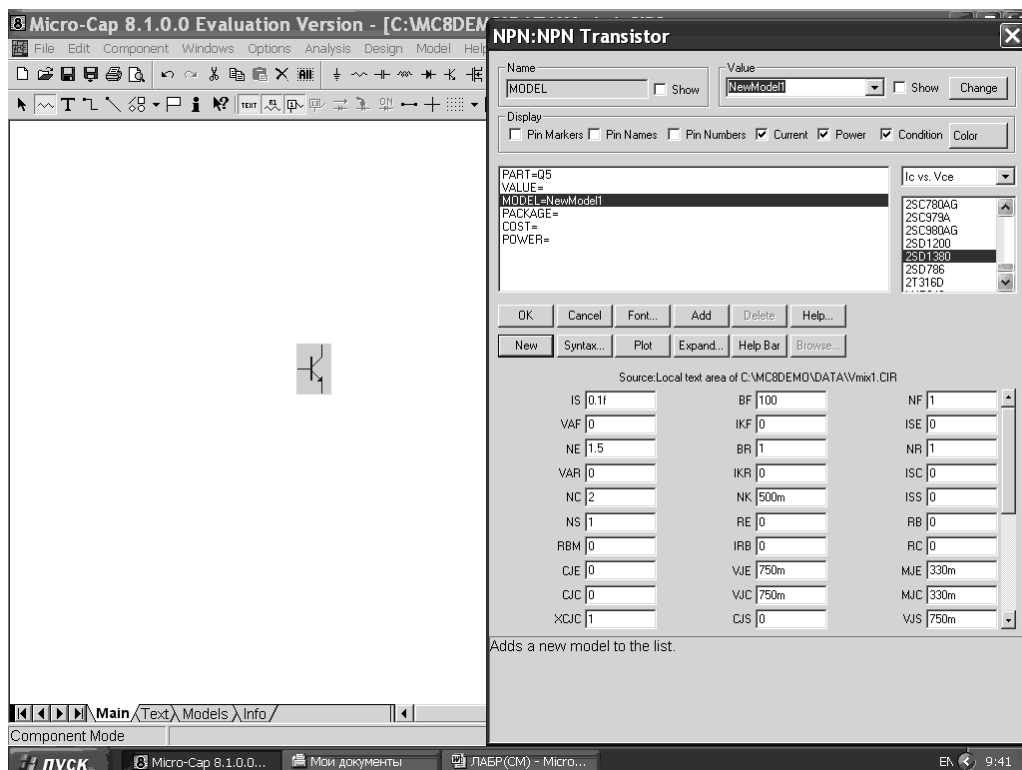 Micro-Cap 8.1.0.0 Evaluation Version - [C:\MC8DEM
File Edit Component Windows Options Analysis Design Model Help
TEXT
Main Text Models Info
Component Mode
NPN:NPN Transistor
Name
MODEL Show
Value
NewModel1 Show Change
Display
Pin Markers Pin Names Pin Numbers Current Power Condition Color
PART=Q5
VALUE=
MODEL=NewModel1
PACKAGE=
COST=
POWER=
Ic vs. Vce
2SC780AG
2SC979A
2SC980AG
2SD1200
2SD1380
2SD786
2T316D
OK Cancel Font... Add Delete Help...
New Syntax... Plot Expand... Help Bar Browse...
Source:Local text area of C:\MC8DEMO\DATA\Vmix1.CIR
IS 0.1f BF 100 NF 1
VAF 0 IKF 0 ISE 0
NE 1.5 BR 1 NR 1
VAR 0 IKR 0 ISC 0
NC 2 NK 500m ISS 0
NS 1 RE 0 RB 0
RBM 0 IRB 0 RC 0
CJE 0 VJE 750m MJE 330m
CJC 0 VJC 750m MJC 330m
XCJC 1 CJS 0 VJS 750m
Adds a new model to the list.
пуск Micro-Cap 8.1.0.0... Мои документы ЛАБР(СМ) - Micro... EN 9:41